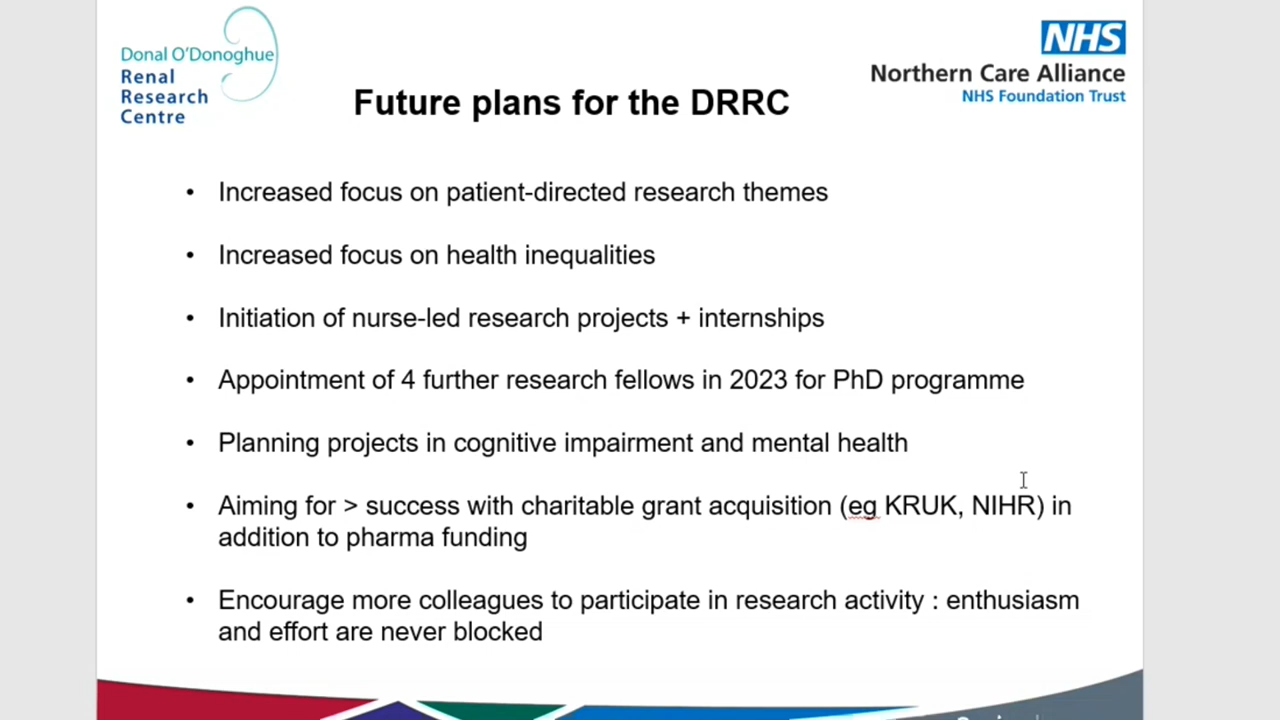 Donal O'Donoghue
Renal
Research
Centre
NHS
Northern Care Alliance
NHS Foundation Trust
Future plans for the DRRC
• Increased focus on patient-directed research themes
• Increased focus on health inequalities
• Initiation of nurse-led research projects + internships
• Appointment of 4 further research fellows in 2023 for PhD programme
• Planning projects in cognitive impairment and mental health
• Aiming for > success with charitable grant acquisition (eg KRUK, NIHR) in
addition to pharma funding
• Encourage more colleagues to participate in research activity : enthusiasm
and effort are never blocked